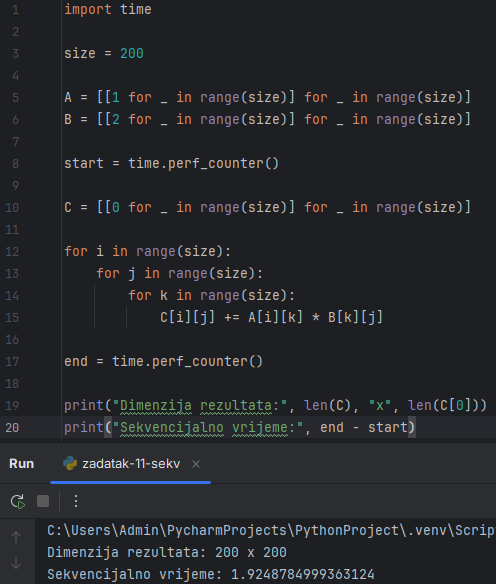 1 import time
2
3 size = 200
4
5 A = [[1 for _ in range(size)] for _ in range(size)]
6 B = [[2 for _ in range(size)] for _ in range(size)]
7
8 start = time.perf_counter()
9
10 C = [[0 for _ in range(size)] for _ in range(size)]
11
12 for i in range(size):
13     for j in range(size):
14         for k in range(size):
15             C[i][j] += A[i][k] * B[k][j]
16
17 end = time.perf_counter()
18
19 print("Dimenzija rezultata:", len(C), "x", len(C[0]))
20 print("Sekvencijalno vrijeme:", end - start)
Run zadatak-11-sekv ×
C:\Users\Admin\PycharmProjects\PythonProject\.venv\Scrip
Dimenzija rezultata: 200 x 200
Sekvencijalno vrijeme: 1.9248784999363124